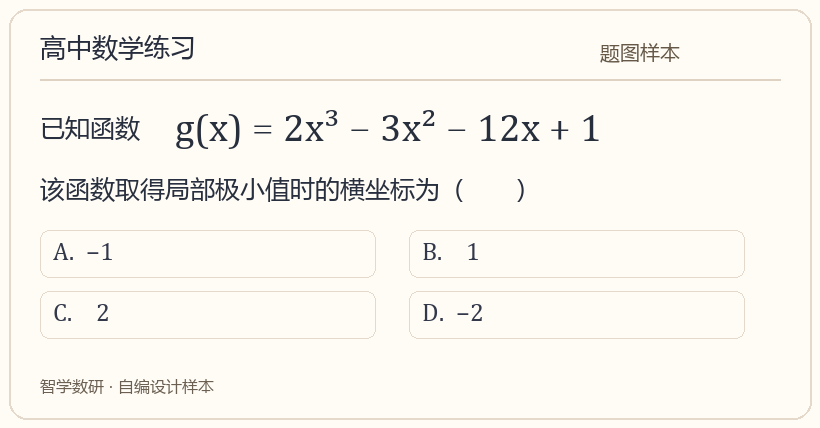 高中数学练习
题图样本
已知函数 g(x) = 2x³ − 3x² − 12x + 1
该函数取得局部极小值时的横坐标为（　　）
A. −1
B. 1
C. 2
D. −2
智学数研 · 自编设计样本